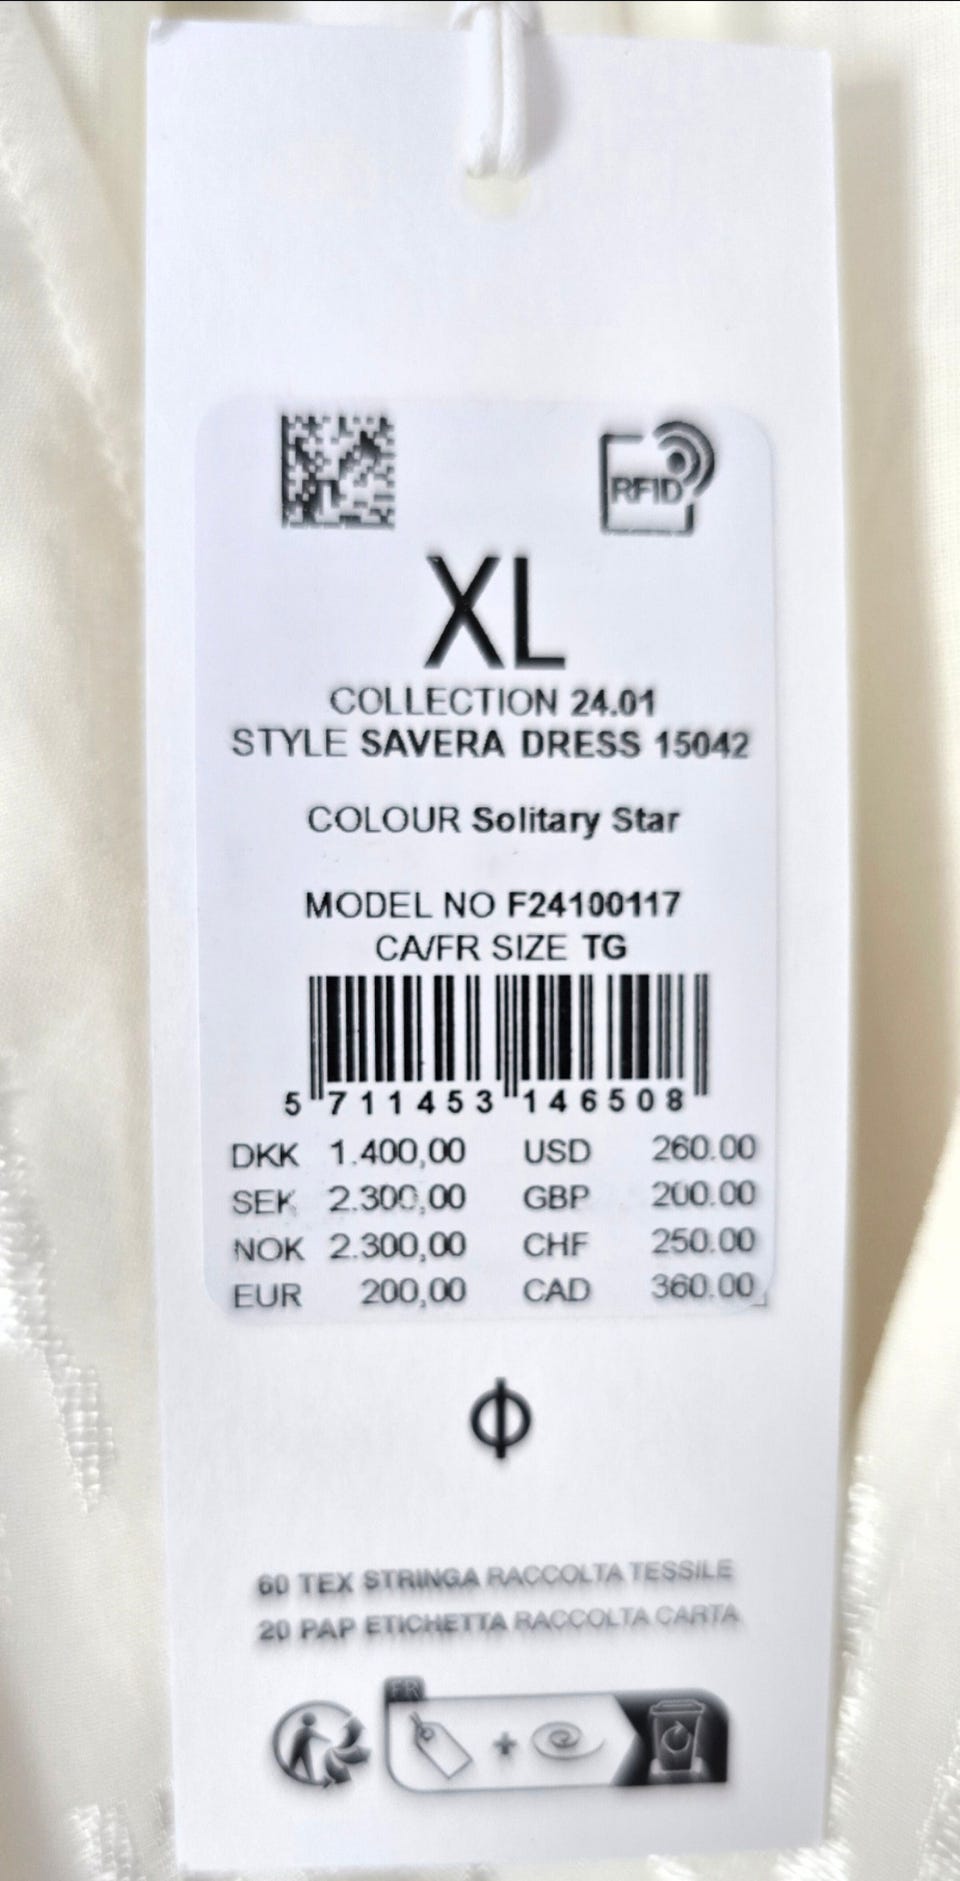 RFID
XL
COLLECTION 24.01
STYLE SAVERA DRESS 15042
COLOUR Solitary Star
MODEL NO F24100117
CA/FR SIZE TG
5 711453 146508
DKK 1.400,00 USD 260.00
SEK 2.300,00 GBP 200.00
NOK 2.300,00 CHF 250.00
EUR 200,00 CAD 360.00
60 TEX STRINGA RACCOLTA TESSILE
20 PAP ETICHETTA RACCOLTA CARTA
FR